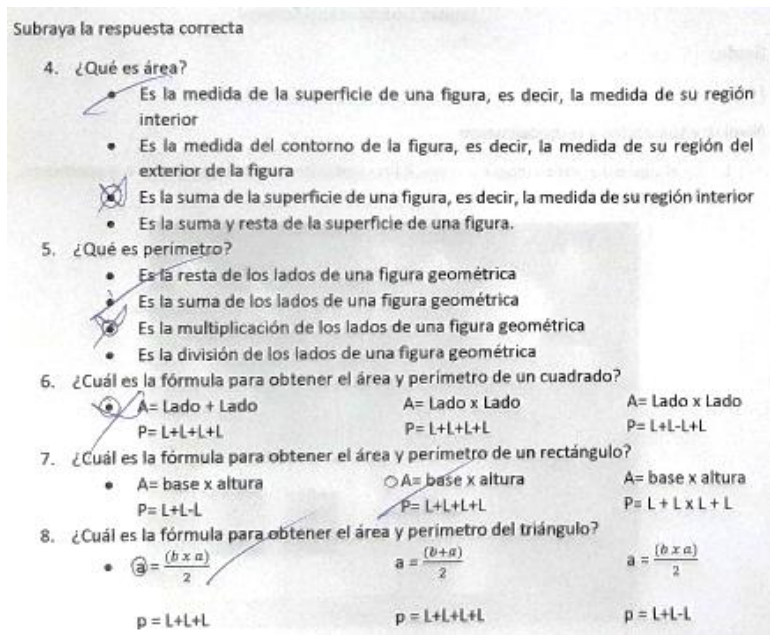 Subraya la respuesta correcta
4. ¿Qué es área?
• Es la medida de la superficie de una figura, es decir, la medida de su región
interior
• Es la medida del contorno de la figura, es decir, la medida de su región del
exterior de la figura
• Es la suma de la superficie de una figura, es decir, la medida de su región interior
• Es la suma y resta de la superficie de una figura.
5. ¿Qué es perímetro?
• Es la resta de los lados de una figura geométrica
• Es la suma de los lados de una figura geométrica
• Es la multiplicación de los lados de una figura geométrica
• Es la división de los lados de una figura geométrica
6. ¿Cuál es la fórmula para obtener el área y perímetro de un cuadrado?
• A= Lado + Lado A= Lado x Lado A= Lado x Lado
P= L+L+L+L P= L+L+L+L P= L+L-L+L
7. ¿Cuál es la fórmula para obtener el área y perímetro de un rectángulo?
• A= base x altura A= base x altura A= base x altura
P= L+L-L P= L+L+L+L P= L + L x L + L
8. ¿Cuál es la fórmula para obtener el área y perímetro del triángulo?
• a = (b x a)/2 a = (b+a)/2 a = (b x a)/2
p = L+L+L p = L+L+L+L p = L+L-L